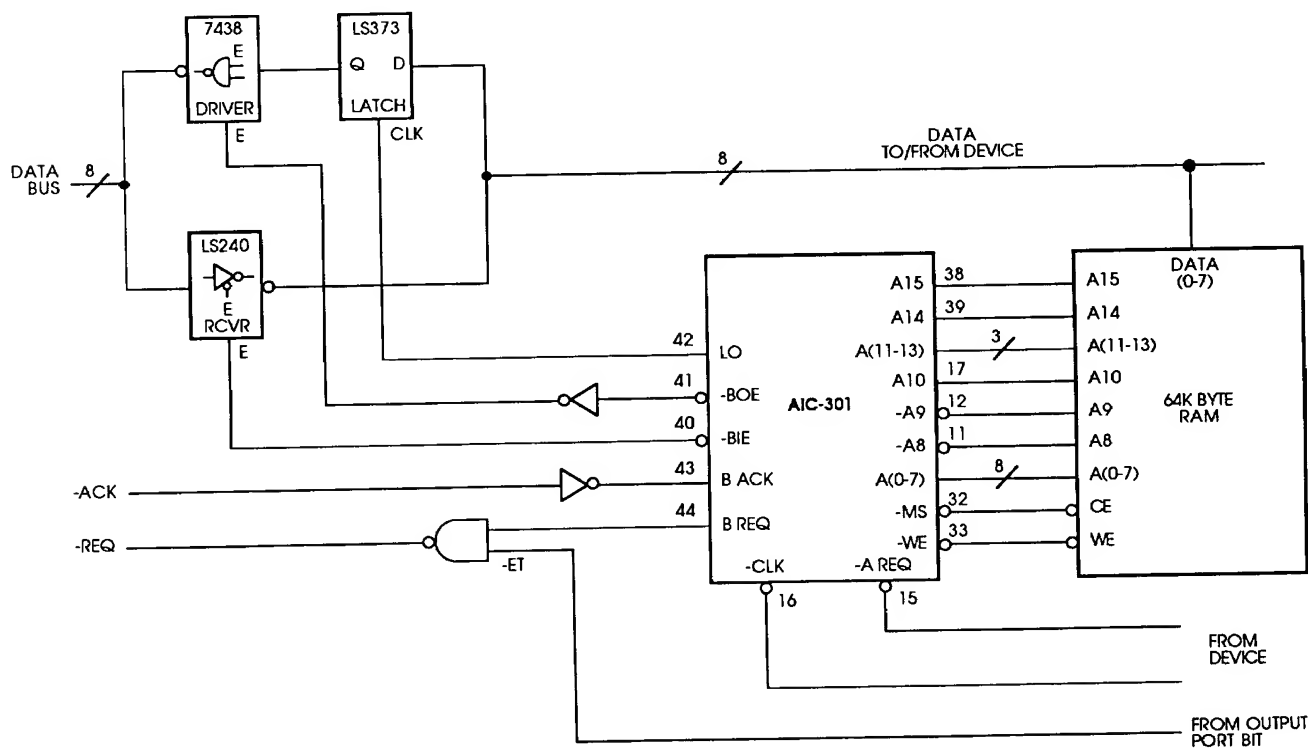 7438
E
DRIVER
E
LS373
Q D
LATCH
CLK
DATA
BUS
8
LS240
E
RCVR
E
8
DATA
TO/FROM DEVICE
DATA
(0-7)
42
LO
41
-BOE
40
-BIE
43
B ACK
44
B REQ
AIC-301
-CLK
16
-A REQ
15
A15
38
A15
A14
39
A14
A(11-13)
3
A(11-13)
A10
17
A10
-A9
12
A9
-A8
11
A8
A(0-7)
8
A(0-7)
-MS
32
CE
-WE
33
WE
64K BYTE
RAM
-ACK
-REQ
-ET
FROM
DEVICE
FROM OUTPUT
PORT BIT